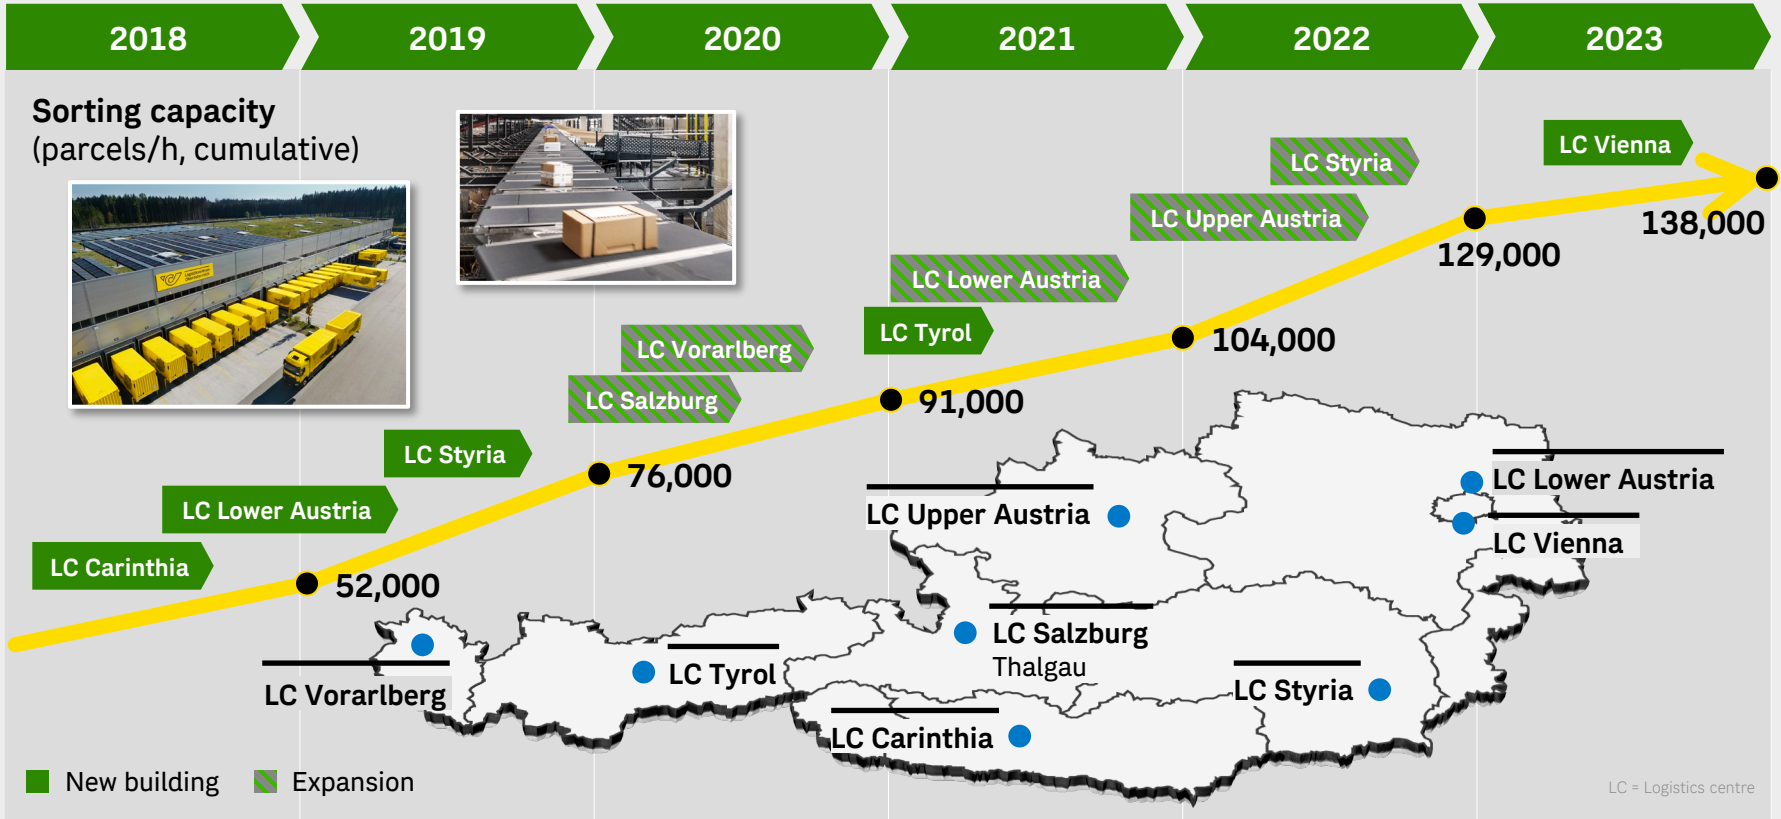 2018
2019
2020
2021
2022
2023
Sorting capacity
(parcels/h, cumulative)
LC Vienna
LC Styria
138,000
LC Upper Austria
129,000
LC Lower Austria
LC Tyrol
104,000
LC Vorarlberg
LC Salzburg
91,000
LC Styria
76,000
LC Lower Austria
LC Carinthia
52,000
LC Lower Austria
LC Upper Austria
LC Vienna
LC Salzburg
Thalgau
LC Tyrol
LC Vorarlberg
LC Styria
LC Carinthia
New building
Expansion
LC = Logistics centre